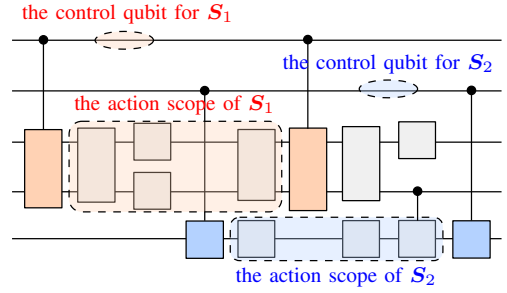 the control qubit for S₁
the control qubit for S₂
the action scope of S₁
the action scope of S₂